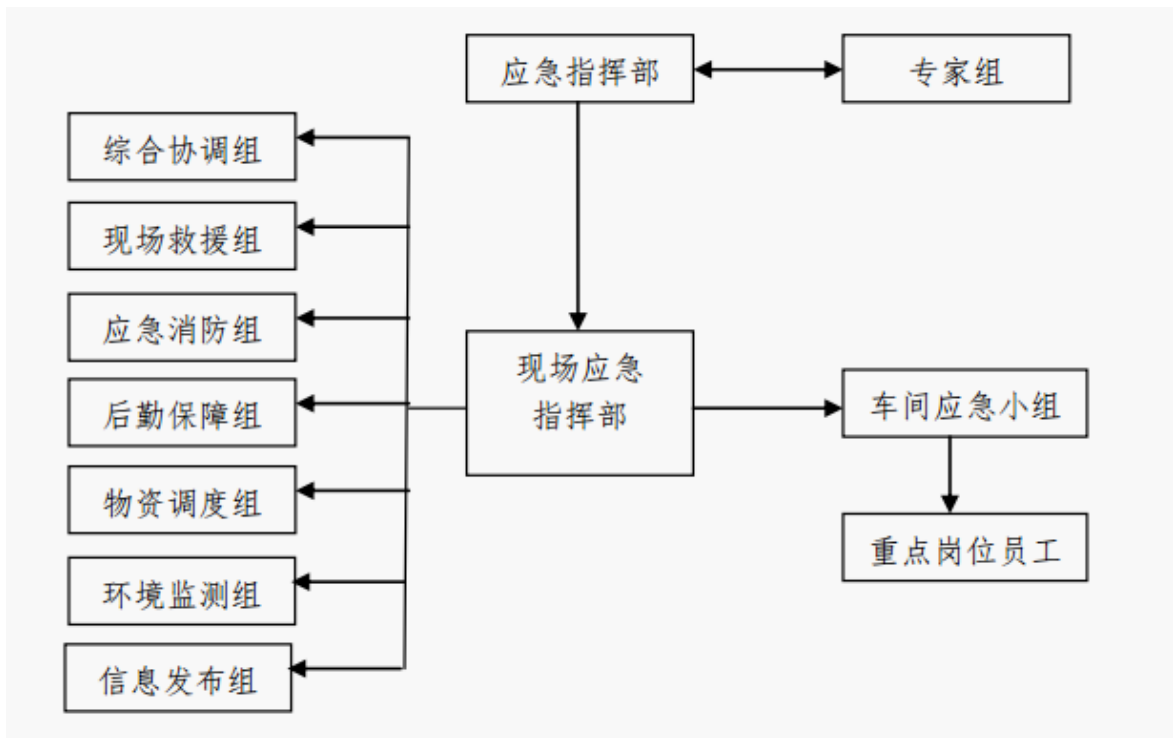 应急指挥部
专家组
综合协调组
现场救援组
应急消防组
后勤保障组
物资调度组
环境监测组
信息发布组
现场应急
指挥部
车间应急小组
重点岗位员工